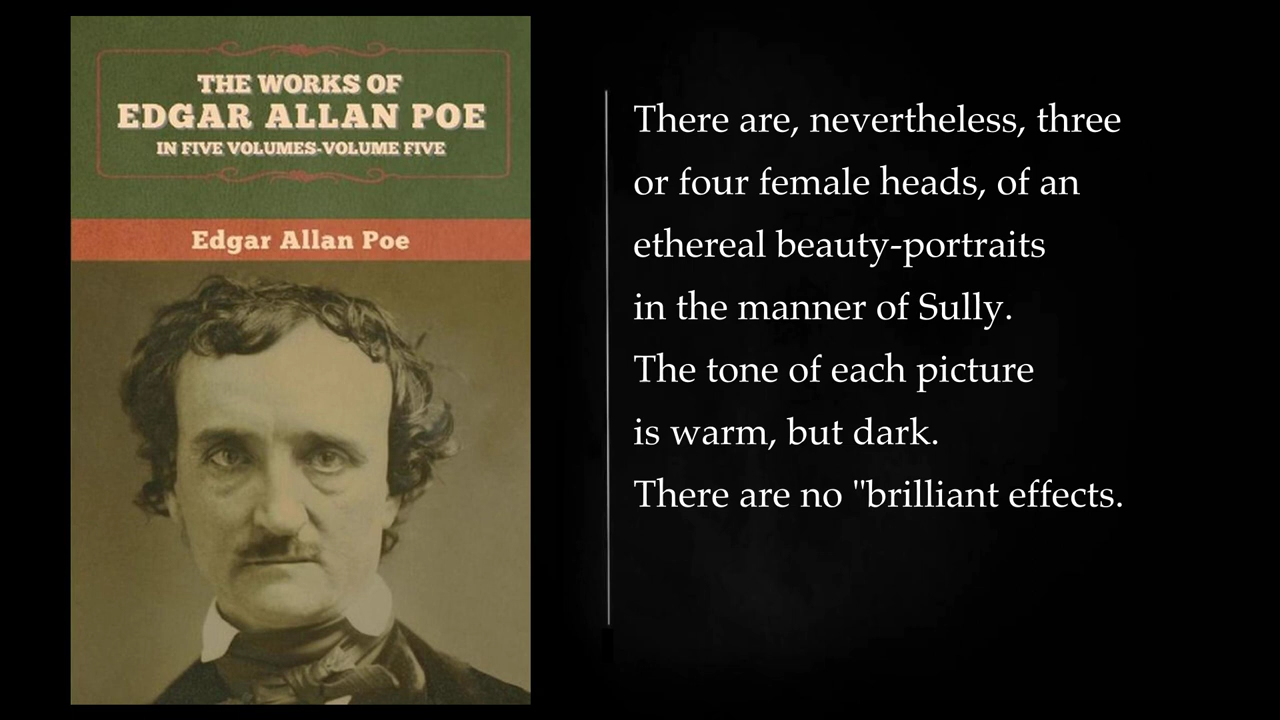 THE WORKS OF
EDGAR ALLAN POE
IN FIVE VOLUMES-VOLUME FIVE
Edgar Allan Poe
There are, nevertheless, three
or four female heads, of an
ethereal beauty-portraits
in the manner of Sully.
The tone of each picture
is warm, but dark.
There are no "brilliant effects.